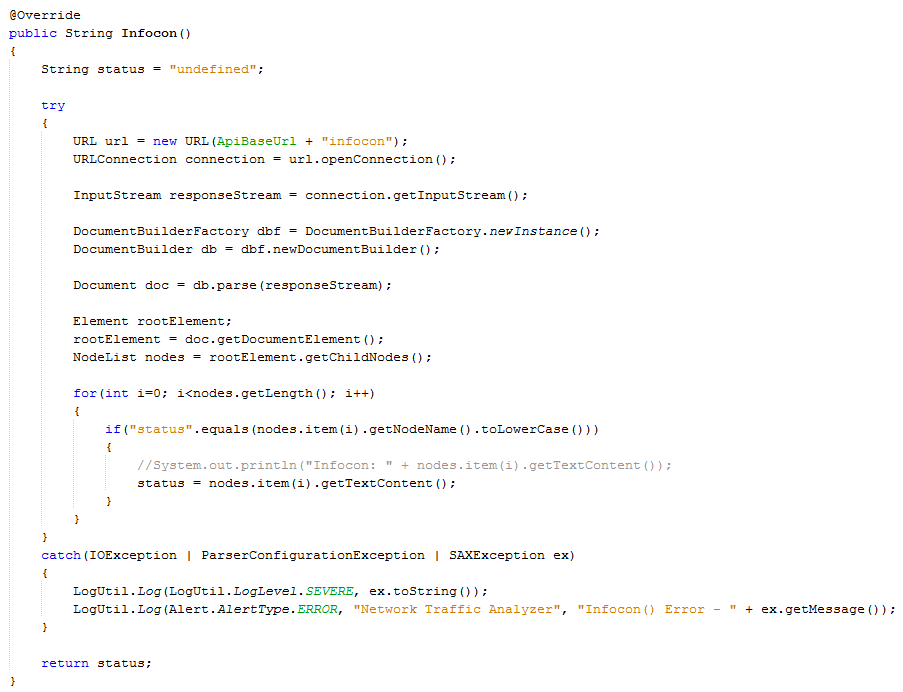 @Override
public String Infocon()
{
    String status = "undefined";
    try
    {
        URL url = new URL(ApiBaseUrl + "infocon");
        URLConnection connection = url.openConnection();
        InputStream responseStream = connection.getInputStream();
        DocumentBuilderFactory dbf = DocumentBuilderFactory.newInstance();
        DocumentBuilder db = dbf.newDocumentBuilder();
        Document doc = db.parse(responseStream);
        Element rootElement;
        rootElement = doc.getDocumentElement();
        NodeList nodes = rootElement.getChildNodes();
        for(int i=0; i<nodes.getLength(); i++)
        {
            if("status".equals(nodes.item(i).getNodeName().toLowerCase()))
            {
                //System.out.println("Infocon: " + nodes.item(i).getTextContent());
                status = nodes.item(i).getTextContent();
            }
        }
    }
    catch(IOException | ParserConfigurationException | SAXException ex)
    {
        LogUtil.Log(LogUtil.LogLevel.SEVERE, ex.toString());
        LogUtil.Log(Alert.AlertType.ERROR, "Network Traffic Analyzer", "Infocon() Error - " + ex.getMessage());
    }
    return status;
}